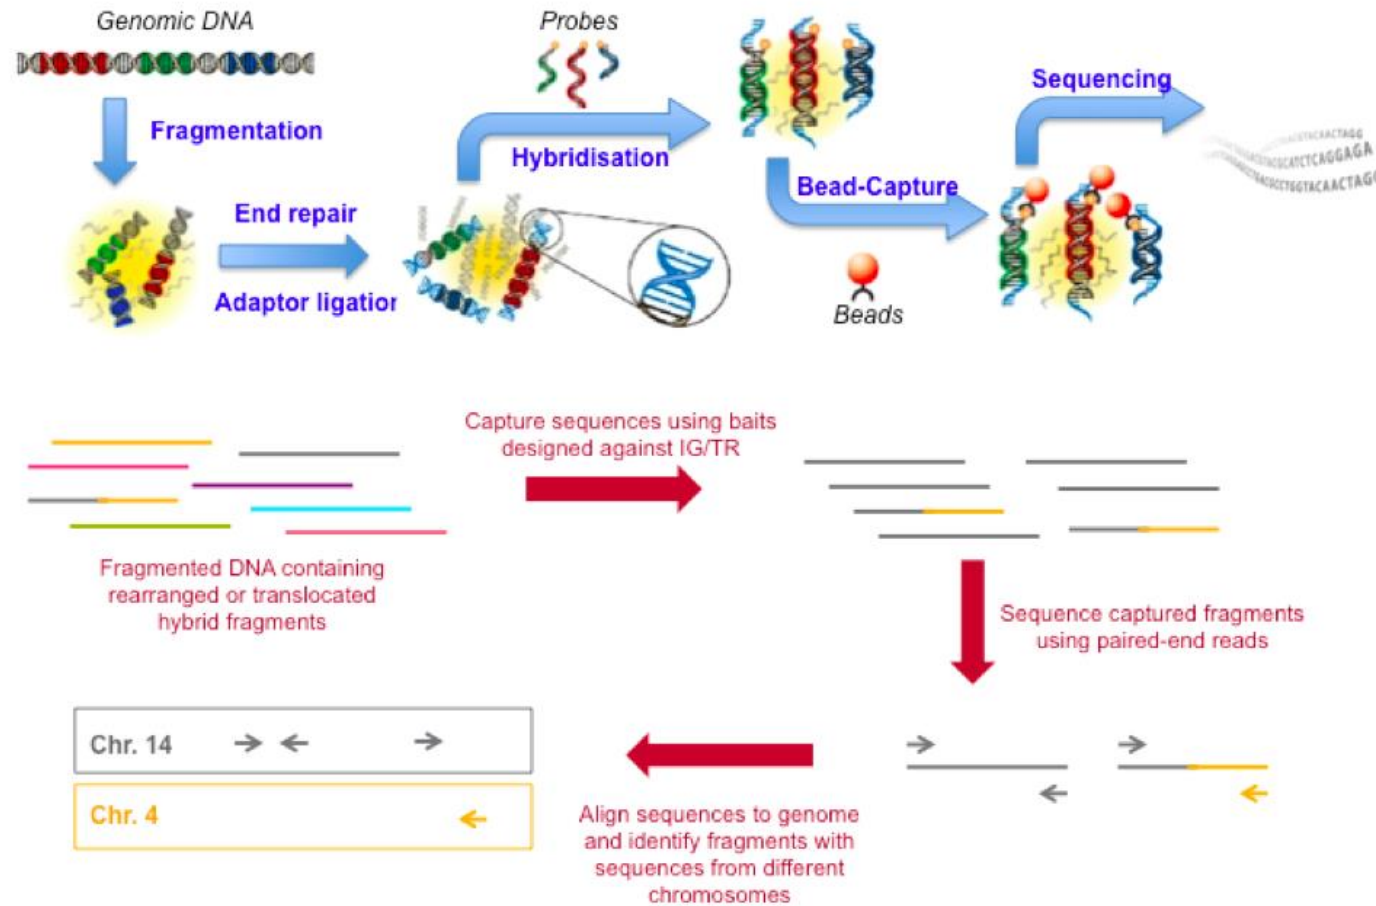 Genomic DNA
Probes
Fragmentation
Hybridisation
Sequencing
End repair
Adaptor ligation
Bead-Capture
Beads
Capture sequences using baits
designed against IG/TR
Fragmented DNA containing
rearranged or translocated
hybrid fragments
Sequence captured fragments
using paired-end reads
Chr. 14
Chr. 4
Align sequences to genome
and identify fragments with
sequences from different
chromosomes